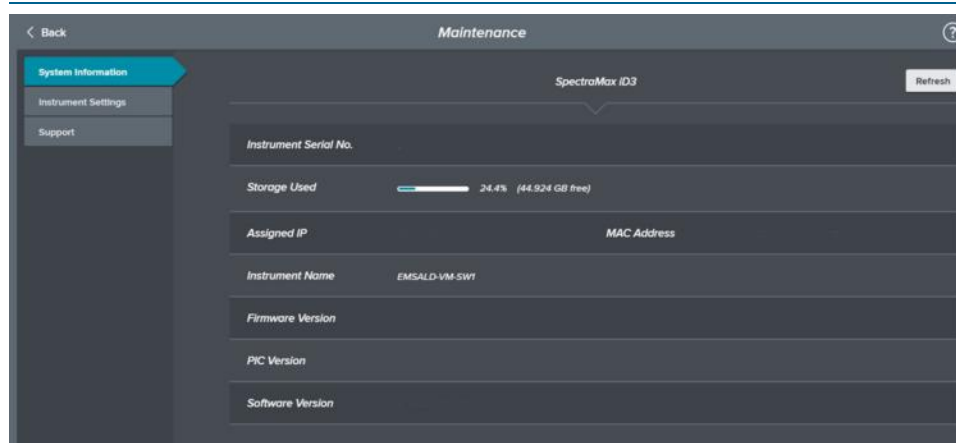 < Back
Maintenance
?
System Information
SpectraMax iD3
Refresh
Instrument Settings
Support
Instrument Serial No.
Storage Used 24.4% (44.924 GB free)
Assigned IP MAC Address
Instrument Name EMSALD-VM-SW1
Firmware Version
PIC Version
Software Version